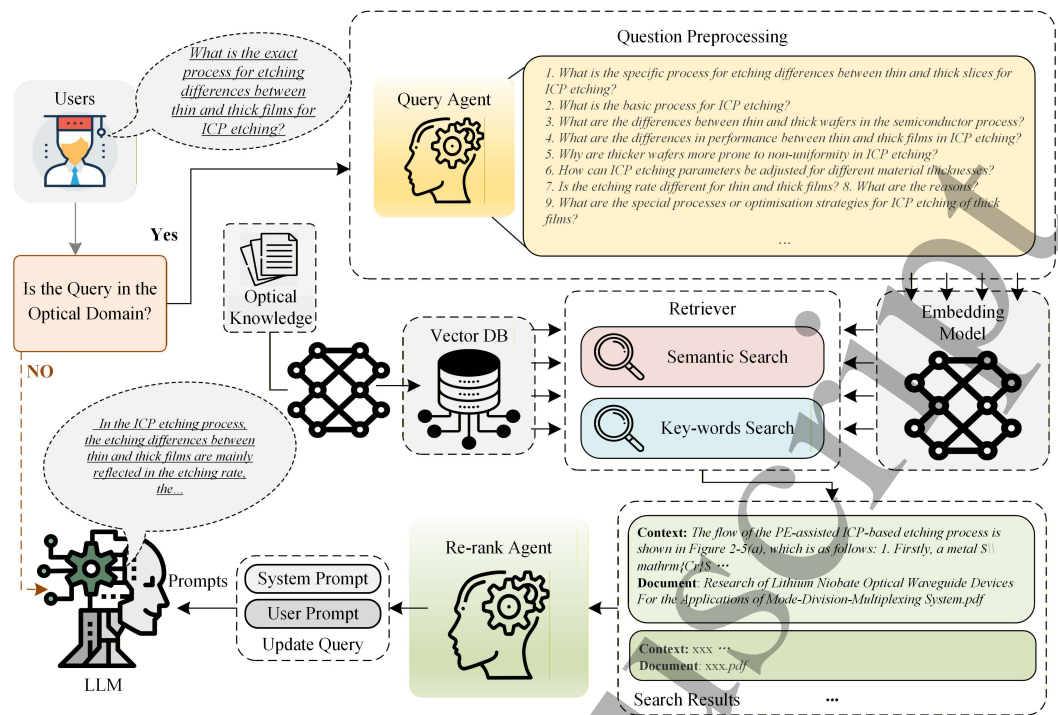 Question Preprocessing
What is the exact
process for etching
differences between
thin and thick films for
ICP etching?
Users
Query Agent
1. What is the specific process for etching differences between thin and thick slices for
ICP etching?
2. What is the basic process for ICP etching?
3. What are the differences between thin and thick wafers in the semiconductor process?
4. What are the differences in performance between thin and thick films in ICP etching?
5. Why are thicker wafers more prone to non-uniformity in ICP etching?
6. How can ICP etching parameters be adjusted for different material thicknesses?
7. Is the etching rate different for thin and thick films? 8. What are the reasons?
9. What are the special processes or optimisation strategies for ICP etching of thick
films?
...
Yes
Is the Query in the
Optical Domain?
NO
Optical
Knowledge
Vector DB
Retriever
Semantic Search
Key-words Search
Embedding
Model
In the ICP etching process,
the etching differences between
thin and thick films are mainly
reflected in the etching rate,
the...
LLM
Prompts
System Prompt
User Prompt
Update Query
Re-rank Agent
Context: The flow of the PE-assisted ICP-based etching process is
shown in Figure 2-5(a), which is as follows: 1. Firstly, a metal $\\
mathrm{Cr}$ ...
Document: Research of Lithium Niobate Optical Waveguide Devices
For the Applications of Mode-Division-Multiplexing System.pdf
Context: xxx ...
Document: xxx.pdf
Search Results
...